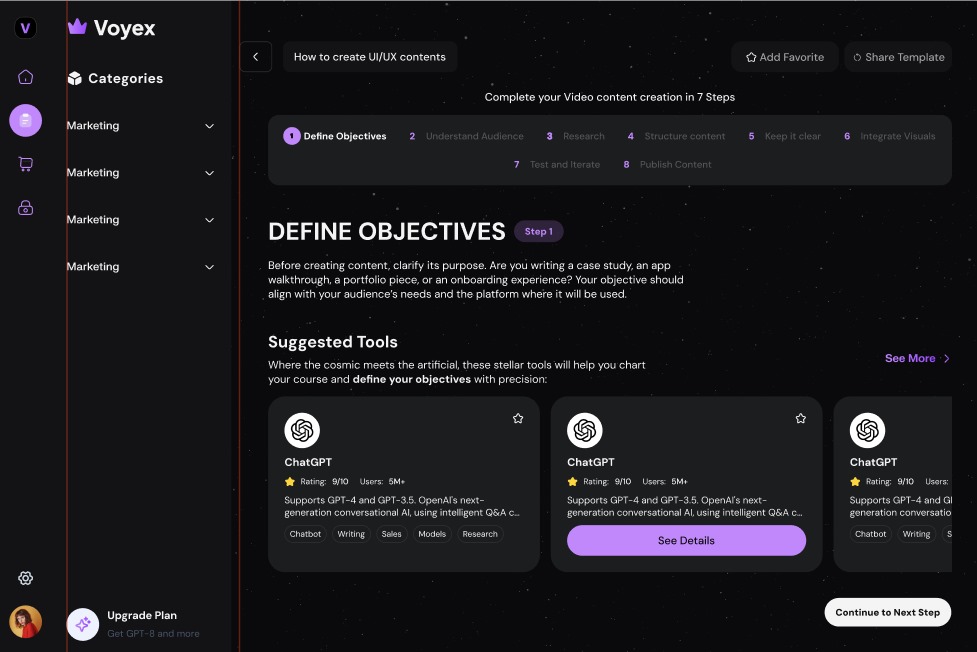 V
Voyex
Categories
Marketing
Marketing
Marketing
Marketing
Upgrade Plan
Get GPT-8 and more
How to create UI/UX contents
Add Favorite
Share Template
Complete your Video content creation in 7 Steps
1 Define Objectives 2 Understand Audience 3 Research 4 Structure content 5 Keep it clear 6 Integrate Visuals
7 Test and Iterate 8 Publish Content
DEFINE OBJECTIVES Step 1
Before creating content, clarify its purpose. Are you writing a case study, an app
walkthrough, a portfolio piece, or an onboarding experience? Your objective should
align with your audience's needs and the platform where it will be used.
Suggested Tools
Where the cosmic meets the artificial, these stellar tools will help you chart
your course and define your objectives with precision:
See More
ChatGPT
Rating: 9/10 Users: 5M+
Supports GPT-4 and GPT-3.5. OpenAI's next-
generation conversational AI, using intelligent Q&A c...
Chatbot Writing Sales Models Research
ChatGPT
Rating: 9/10 Users: 5M+
Supports GPT-4 and GPT-3.5. OpenAI's next-
generation conversational AI, using intelligent Q&A c...
See Details
ChatGPT
Rating: 9/10 Users:
Supports GPT-4 and G
generation conversatio
Chatbot Writing S
Continue to Next Step